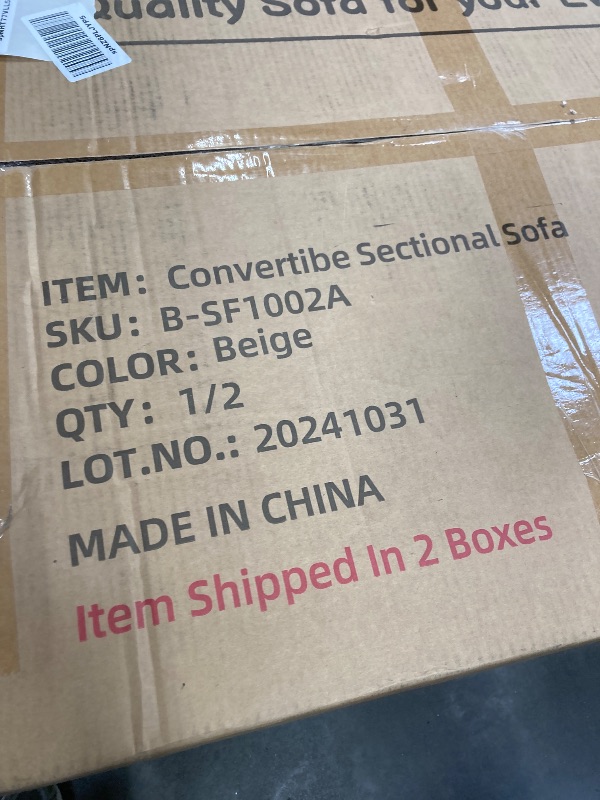 Quality Sofa for your
spNZBRLJYP5
ITEM: Convertibe Sectional Sofa
SKU: B-SF1002A
COLOR: Beige
QTY: 1/2
LOT.NO.: 20241031
MADE IN CHINA
Item Shipped In 2 Boxes